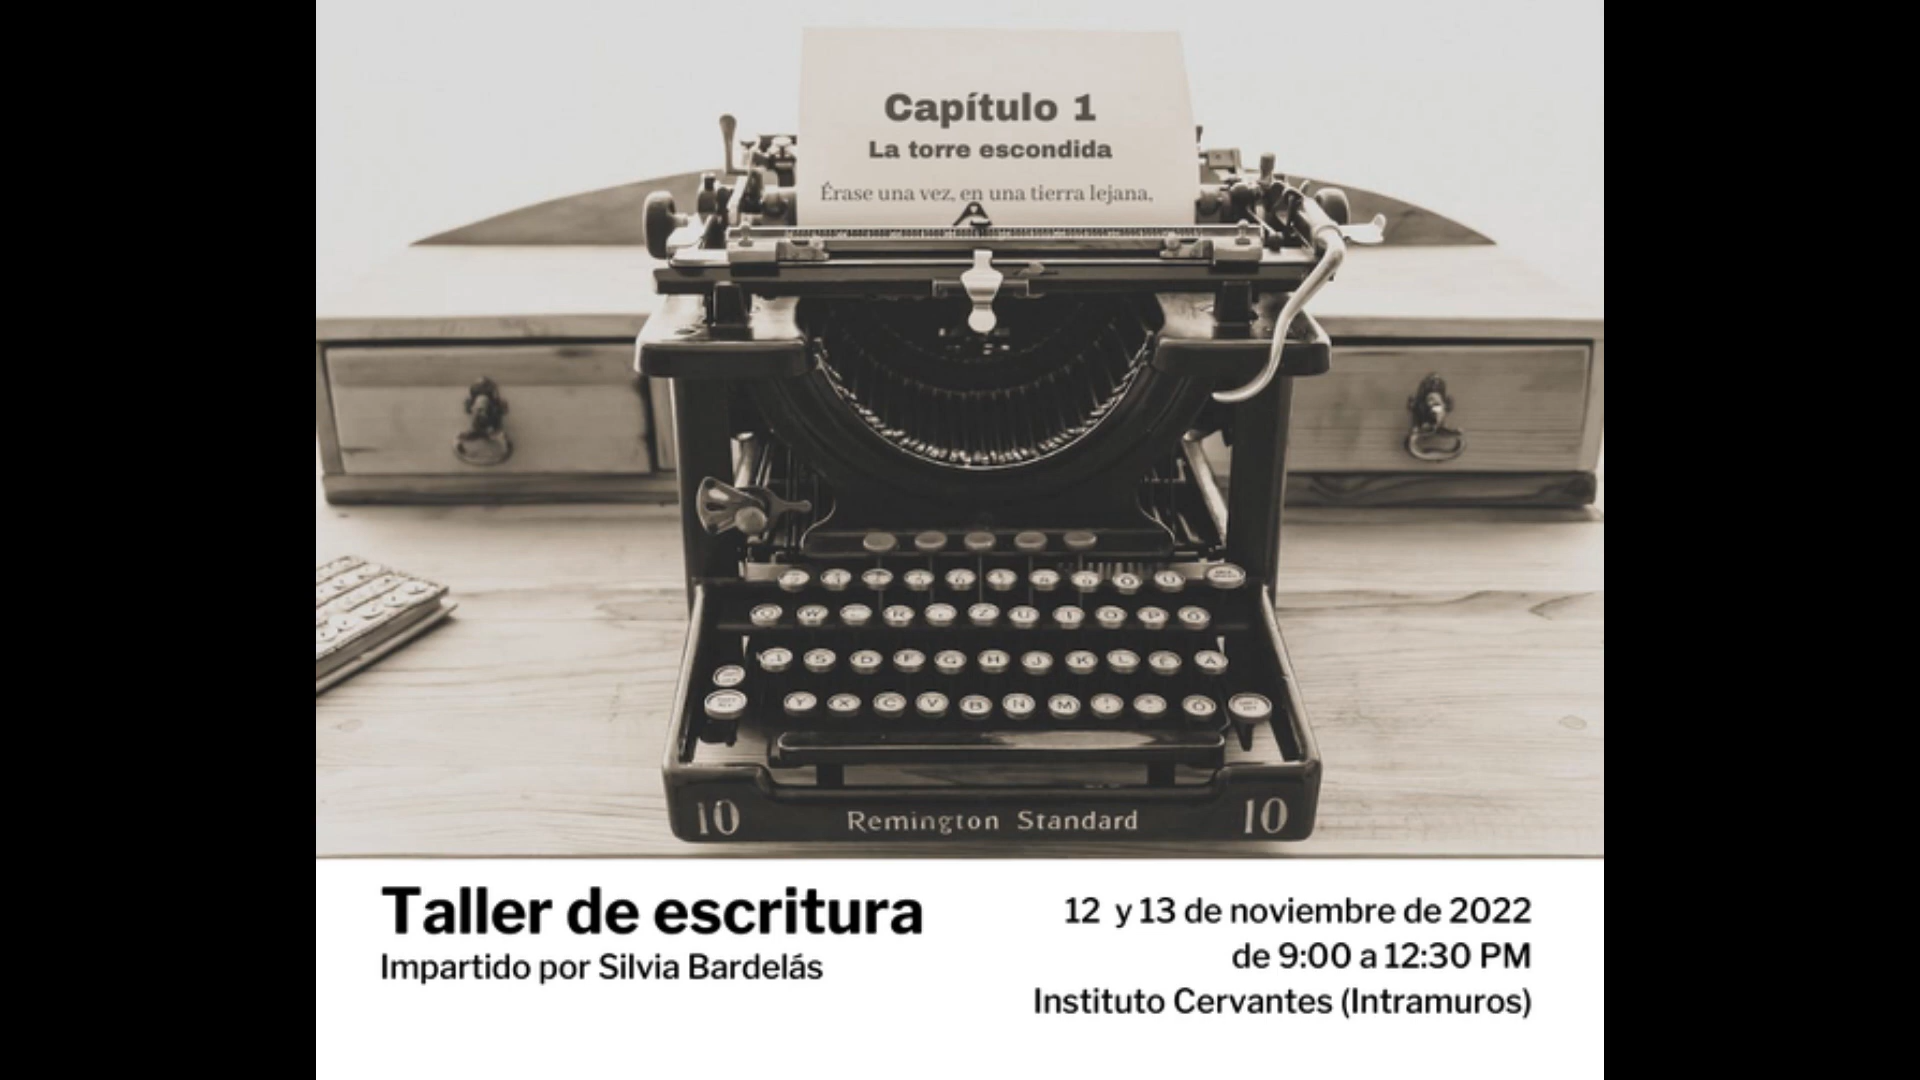 Capítulo 1
La torre escondida
Érase una vez, en una tierra lejana,
Q W R Z U I O P Ö
S D F G H J K L É Á
Y X C V B N M
10 Remington Standard 10
Taller de escritura
Impartido por Silvia Bardelás
12 y 13 de noviembre de 2022
de 9:00 a 12:30 PM
Instituto Cervantes (Intramuros)